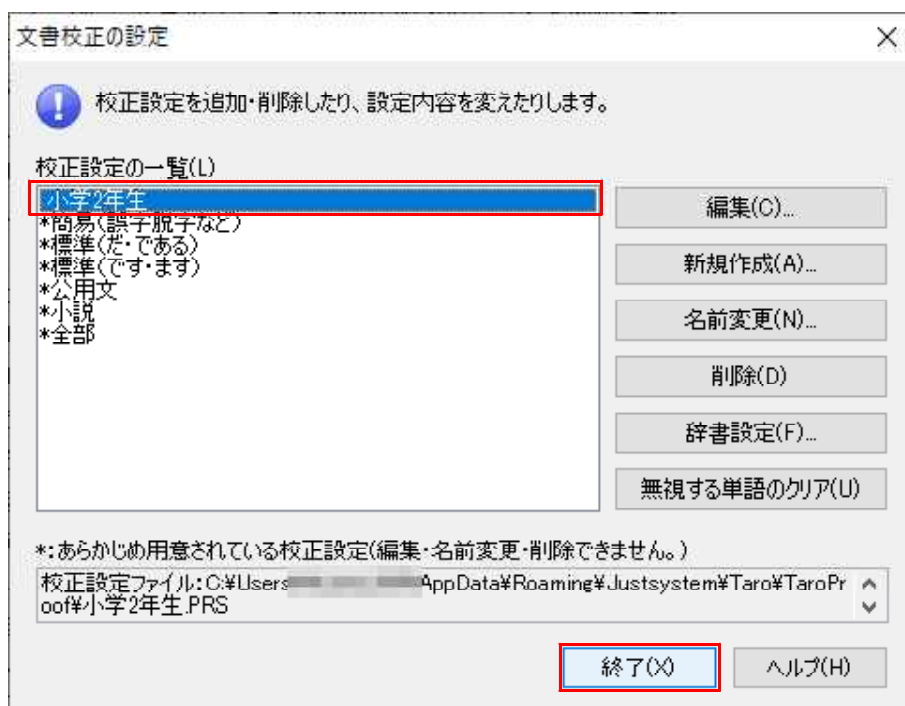 文書校正の設定
校正設定を追加・削除したり、設定内容を変えたりします。
校正設定の一覧(L)
小学2年生
*簡易(誤字脱字など)
*標準(だ・である)
*標準(です・ます)
*公用文
*小説
*全部
編集(C)...
新規作成(A)...
名前変更(N)...
削除(D)
辞書設定(F)...
無視する単語のクリア(U)
*:あらかじめ用意されている校正設定(編集・名前変更・削除できません。)
校正設定ファイル:C:¥Users AppData¥Roaming¥Justsystem¥Taro¥TaroPr
oof¥小学2年生.PRS
終了(X)
ヘルプ(H)